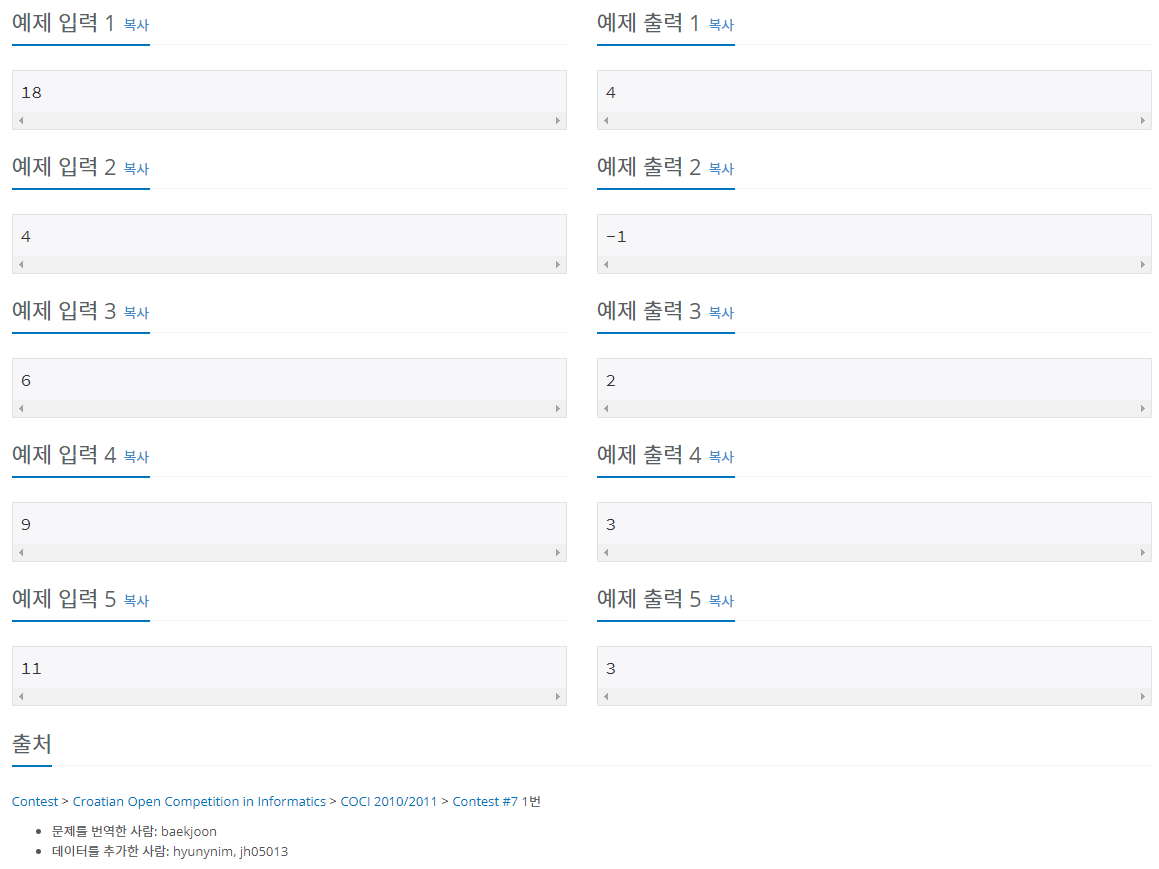 예제 입력 1 복사
예제 출력 1 복사
18
4
예제 입력 2 복사
예제 출력 2 복사
4
-1
예제 입력 3 복사
예제 출력 3 복사
6
2
예제 입력 4 복사
예제 출력 4 복사
9
3
예제 입력 5 복사
예제 출력 5 복사
11
3
출처
Contest > Croatian Open Competition in Informatics > COCI 2010/2011 > Contest #7 1번
문제를 번역한 사람: baekjoon
데이터를 추가한 사람: hyunynim, jh05013